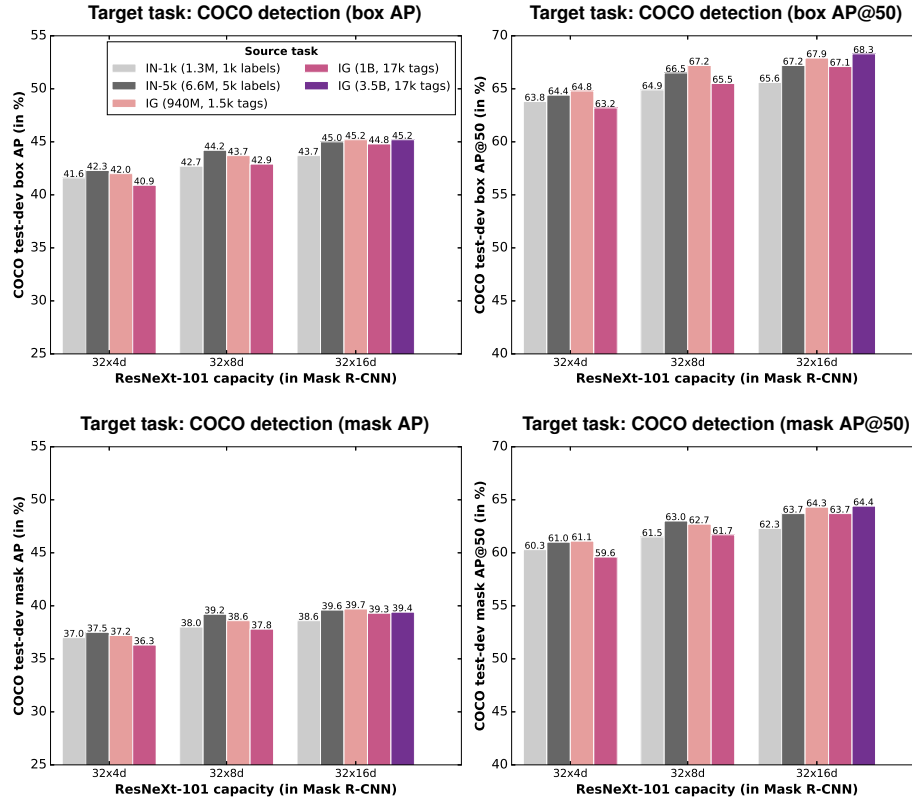 Target task: COCO detection (box AP)
COCO test-dev box AP (in %)
55
50
45
40
35
30
25
Source task
IN-1k (1.3M, 1k labels)
IN-5k (6.6M, 5k labels)
IG (940M, 1.5k tags)
IG (1B, 17k tags)
IG (3.5B, 17k tags)
41.6 42.3 42.0 40.9
42.7 44.2 43.7 42.9
43.7 45.0 45.2 44.8 45.2
32x4d 32x8d 32x16d
ResNeXt-101 capacity (in Mask R-CNN)
Target task: COCO detection (box AP@50)
COCO test-dev box AP@50 (in %)
70
65
60
55
50
45
40
63.8 64.4 64.8 63.2
64.9 66.5 67.2 65.5
65.6 67.2 67.9 67.1 68.3
32x4d 32x8d 32x16d
ResNeXt-101 capacity (in Mask R-CNN)
Target task: COCO detection (mask AP)
COCO test-dev mask AP (in %)
55
50
45
40
35
30
25
37.0 37.5 37.2 36.3
38.0 39.2 38.6 37.8
38.6 39.6 39.7 39.3 39.4
32x4d 32x8d 32x16d
ResNeXt-101 capacity (in Mask R-CNN)
Target task: COCO detection (mask AP@50)
COCO test-dev mask AP@50 (in %)
70
65
60
55
50
45
40
60.3 61.0 61.1 59.6
61.5 63.0 62.7 61.7
62.3 63.7 64.3 63.7 64.4
32x4d 32x8d 32x16d
ResNeXt-101 capacity (in Mask R-CNN)